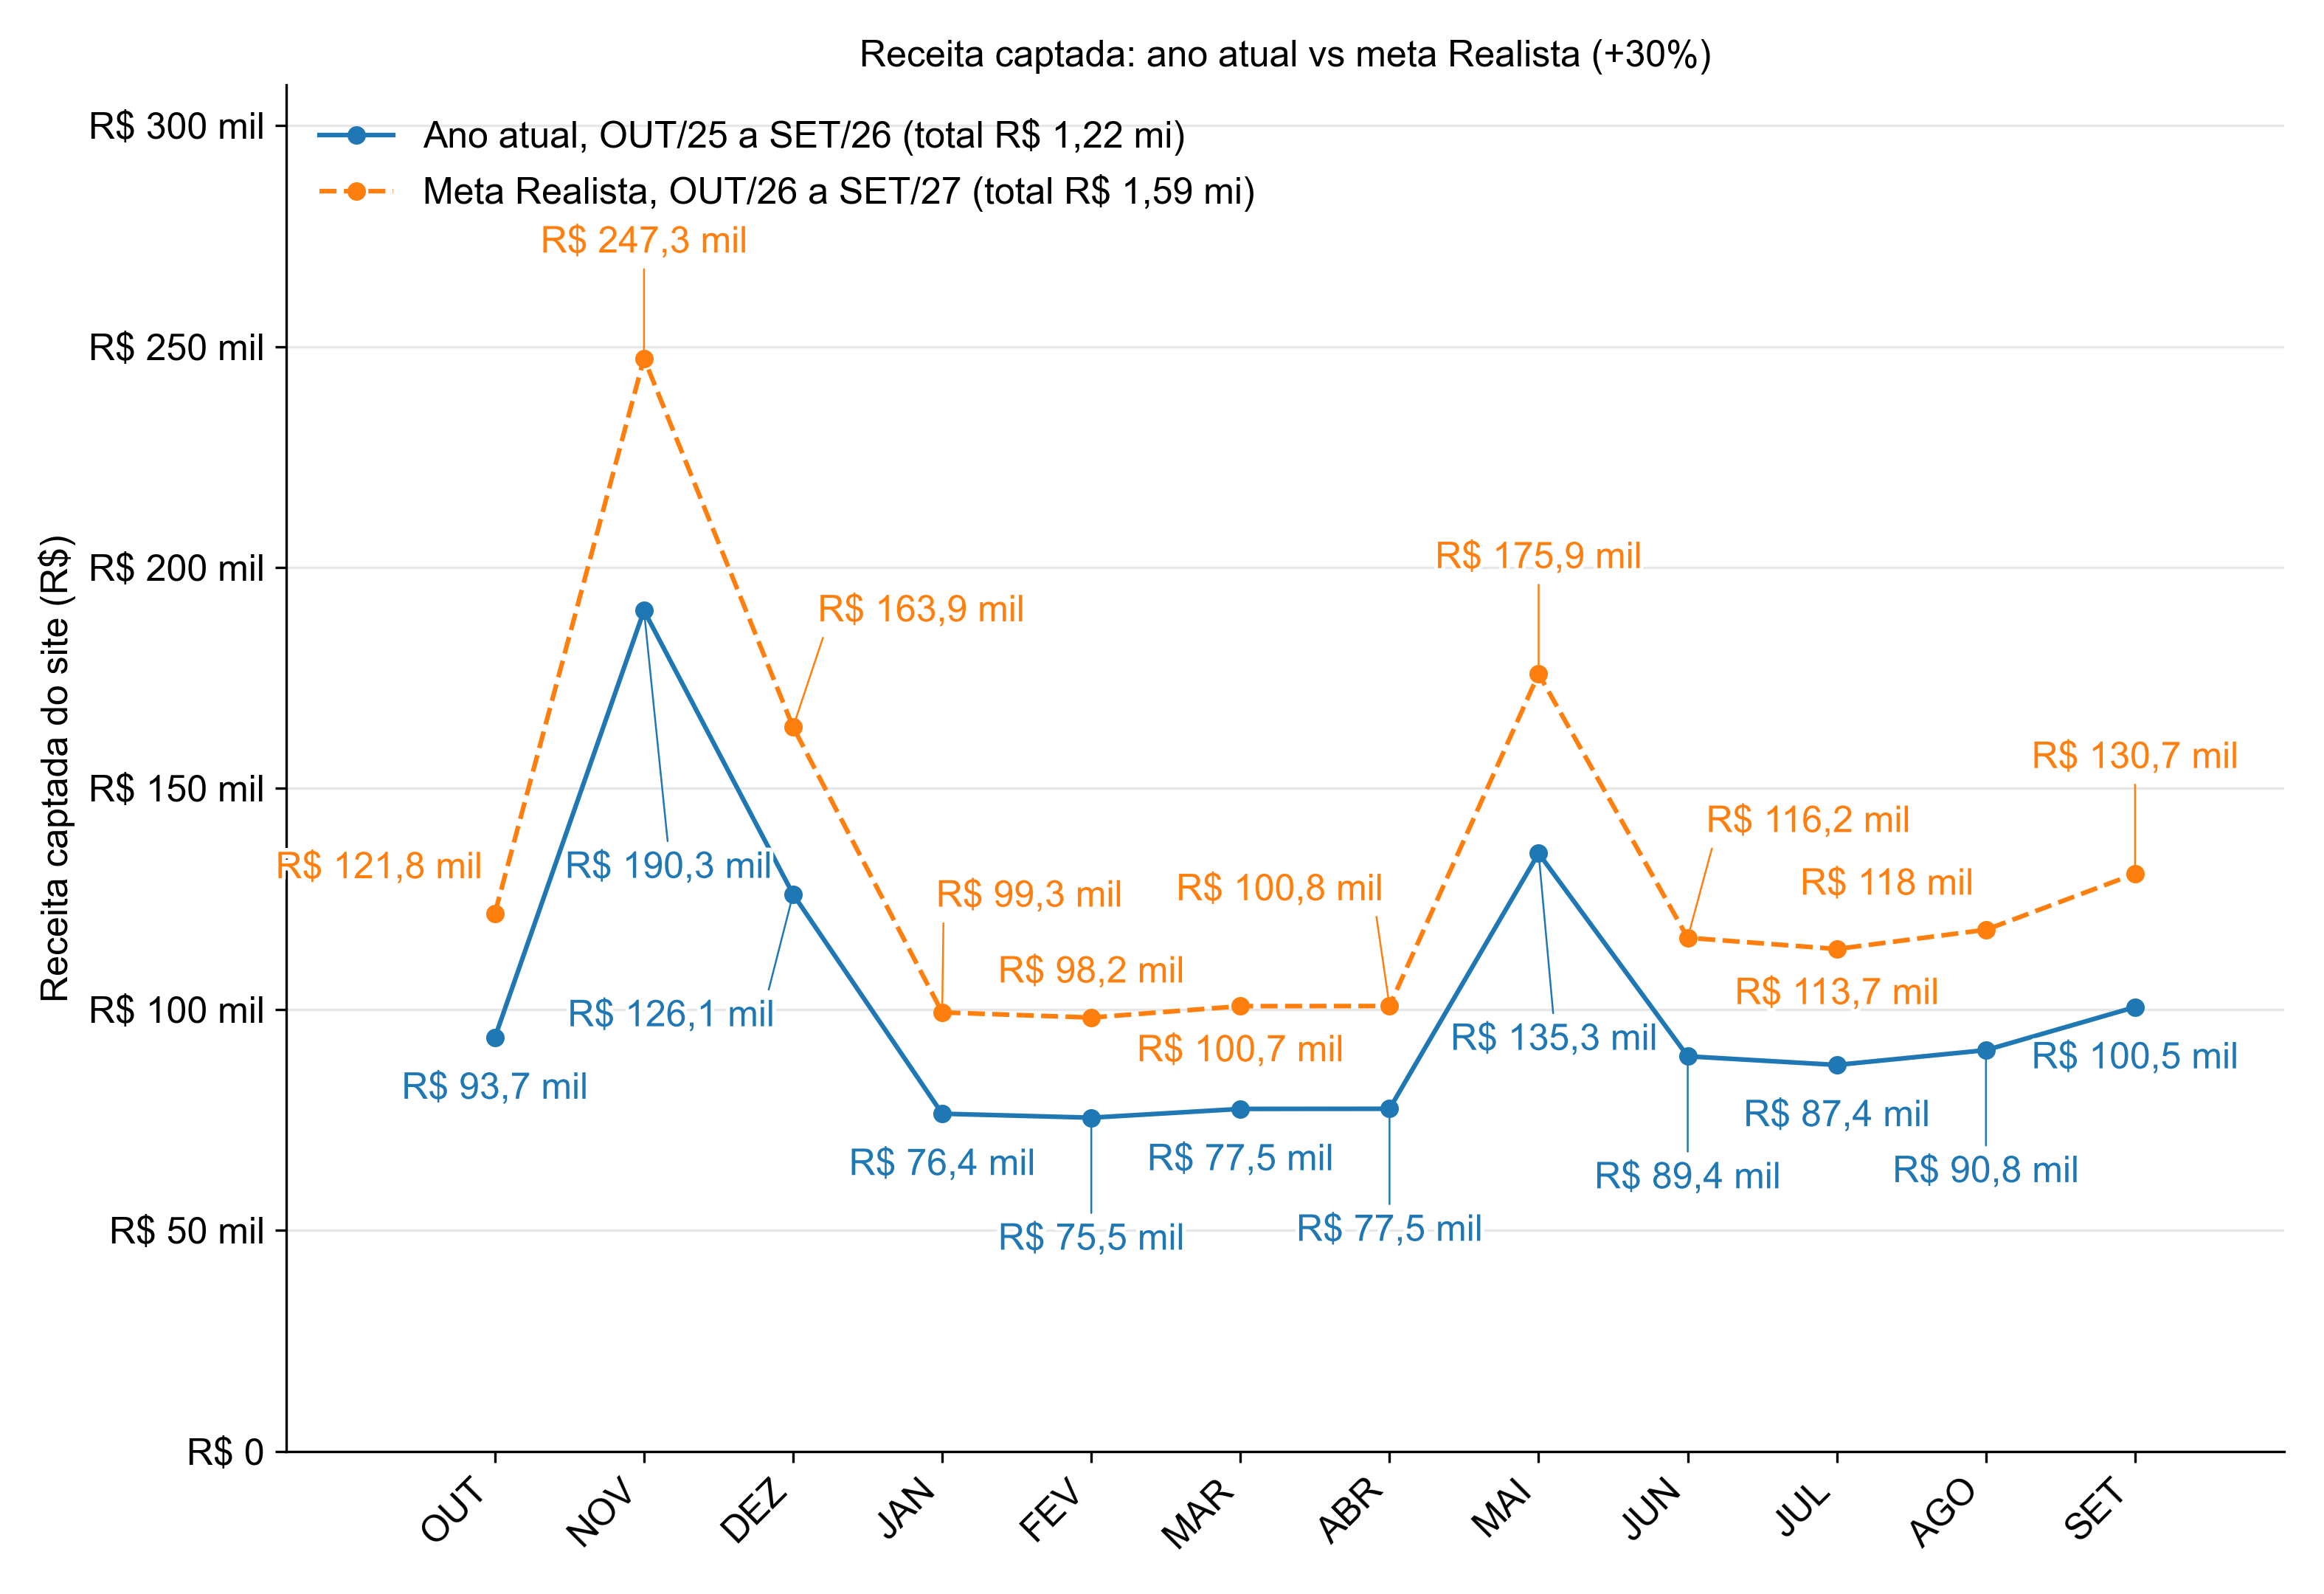 Receita captada: ano atual vs meta Realista (+30%)
Ano atual, OUT/25 a SET/26 (total R$ 1,22 mi)
Meta Realista, OUT/26 a SET/27 (total R$ 1,59 mi)
Receita captada do site (R$)
R$ 300 mil
R$ 250 mil
R$ 200 mil
R$ 150 mil
R$ 100 mil
R$ 50 mil
R$ 0
R$ 247,3 mil
R$ 175,9 mil
R$ 163,9 mil
R$ 130,7 mil
R$ 116,2 mil
R$ 121,8 mil
R$ 190,3 mil
R$ 118 mil
R$ 100,8 mil
R$ 99,3 mil
R$ 98,2 mil
R$ 113,7 mil
R$ 126,1 mil
R$ 135,3 mil
R$ 100,7 mil
R$ 100,5 mil
R$ 93,7 mil
R$ 87,4 mil
R$ 77,5 mil
R$ 76,4 mil
R$ 90,8 mil
R$ 89,4 mil
R$ 77,5 mil
R$ 75,5 mil
OUT
NOV
DEZ
JAN
FEV
MAR
ABR
MAI
JUN
JUL
AGO
SET